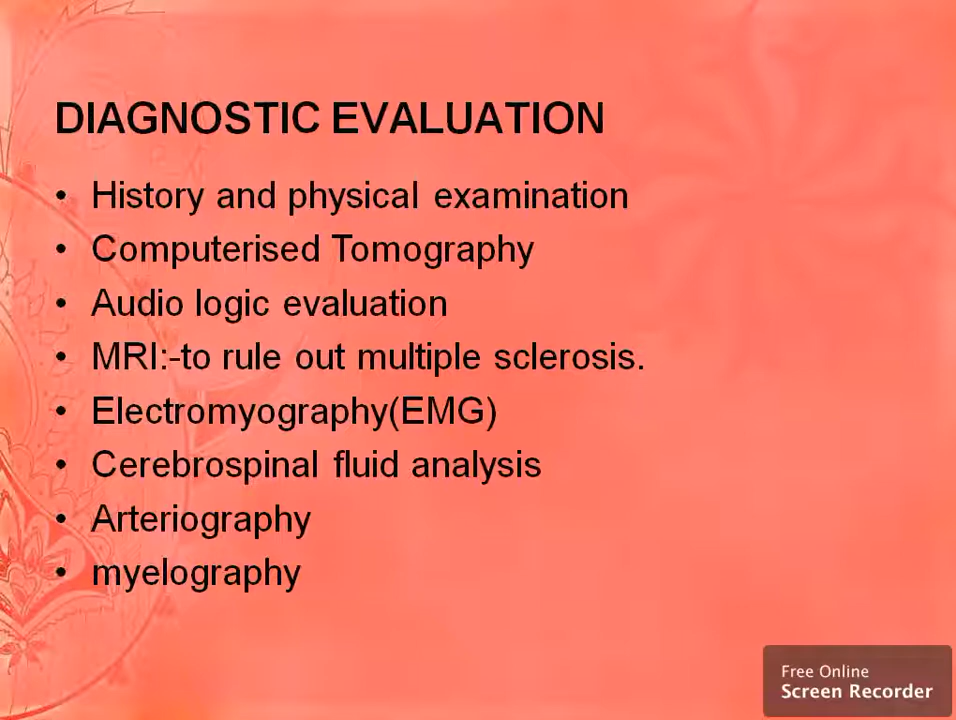 DIAGNOSTIC EVALUATION
• History and physical examination
• Computerised Tomography
• Audio logic evaluation
• MRI:-to rule out multiple sclerosis.
• Electromyography(EMG)
• Cerebrospinal fluid analysis
• Arteriography
• myelography
Free Online
Screen Recorder